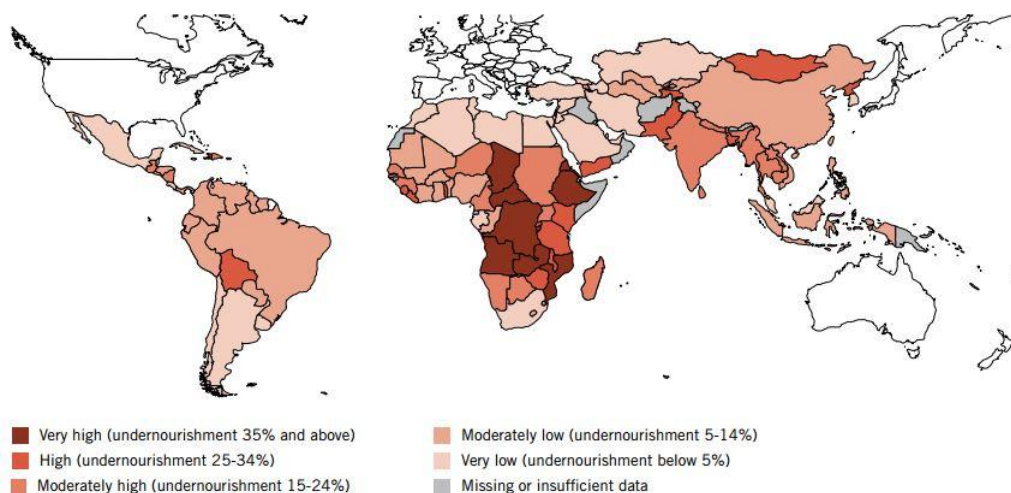 Very high (undernourishment 35% and above)
High (undernourishment 25-34%)
Moderately high (undernourishment 15-24%)
Moderately low (undernourishment 5-14%)
Very low (undernourishment below 5%)
Missing or insufficient data